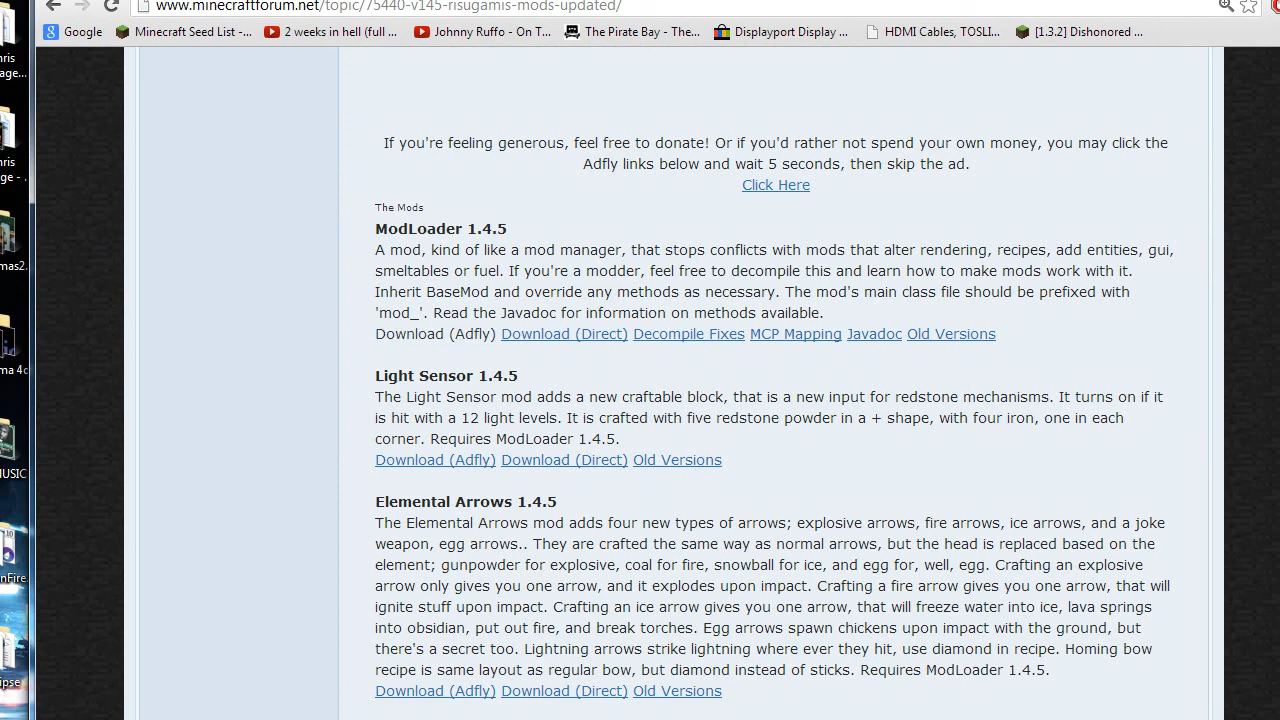 www.minecraftforum.net/topic/75440-v145-risugamis-mods-updated/
Google Minecraft Seed List -... 2 weeks in hell (full ... Johnny Ruffo - On T... The Pirate Bay - The... Displayport Display ... HDMI Cables, TOSLI... [1.3.2] Dishonored ...
If you're feeling generous, feel free to donate! Or if you'd rather not spend your own money, you may click the
Adfly links below and wait 5 seconds, then skip the ad.
Click Here
The Mods
ModLoader 1.4.5
A mod, kind of like a mod manager, that stops conflicts with mods that alter rendering, recipes, add entities, gui,
smeltables or fuel. If you're a modder, feel free to decompile this and learn how to make mods work with it.
Inherit BaseMod and override any methods as necessary. The mod's main class file should be prefixed with
'mod_'. Read the Javadoc for information on methods available.
Download (Adfly) Download (Direct) Decompile Fixes MCP Mapping Javadoc Old Versions
Light Sensor 1.4.5
The Light Sensor mod adds a new craftable block, that is a new input for redstone mechanisms. It turns on if it
is hit with a 12 light levels. It is crafted with five redstone powder in a + shape, with four iron, one in each
corner. Requires ModLoader 1.4.5.
Download (Adfly) Download (Direct) Old Versions
Elemental Arrows 1.4.5
The Elemental Arrows mod adds four new types of arrows; explosive arrows, fire arrows, ice arrows, and a joke
weapon, egg arrows.. They are crafted the same way as normal arrows, but the head is replaced based on the
element; gunpowder for explosive, coal for fire, snowball for ice, and egg for, well, egg. Crafting an explosive
arrow only gives you one arrow, and it explodes upon impact. Crafting a fire arrow gives you one arrow, that will
ignite stuff upon impact. Crafting an ice arrow gives you one arrow, that will freeze water into ice, lava springs
into obsidian, put out fire, and break torches. Egg arrows spawn chickens upon impact with the ground, but
there's a secret too. Lightning arrows strike lightning where ever they hit, use diamond in recipe. Homing bow
recipe is same layout as regular bow, but diamond instead of sticks. Requires ModLoader 1.4.5.
Download (Adfly) Download (Direct) Old Versions